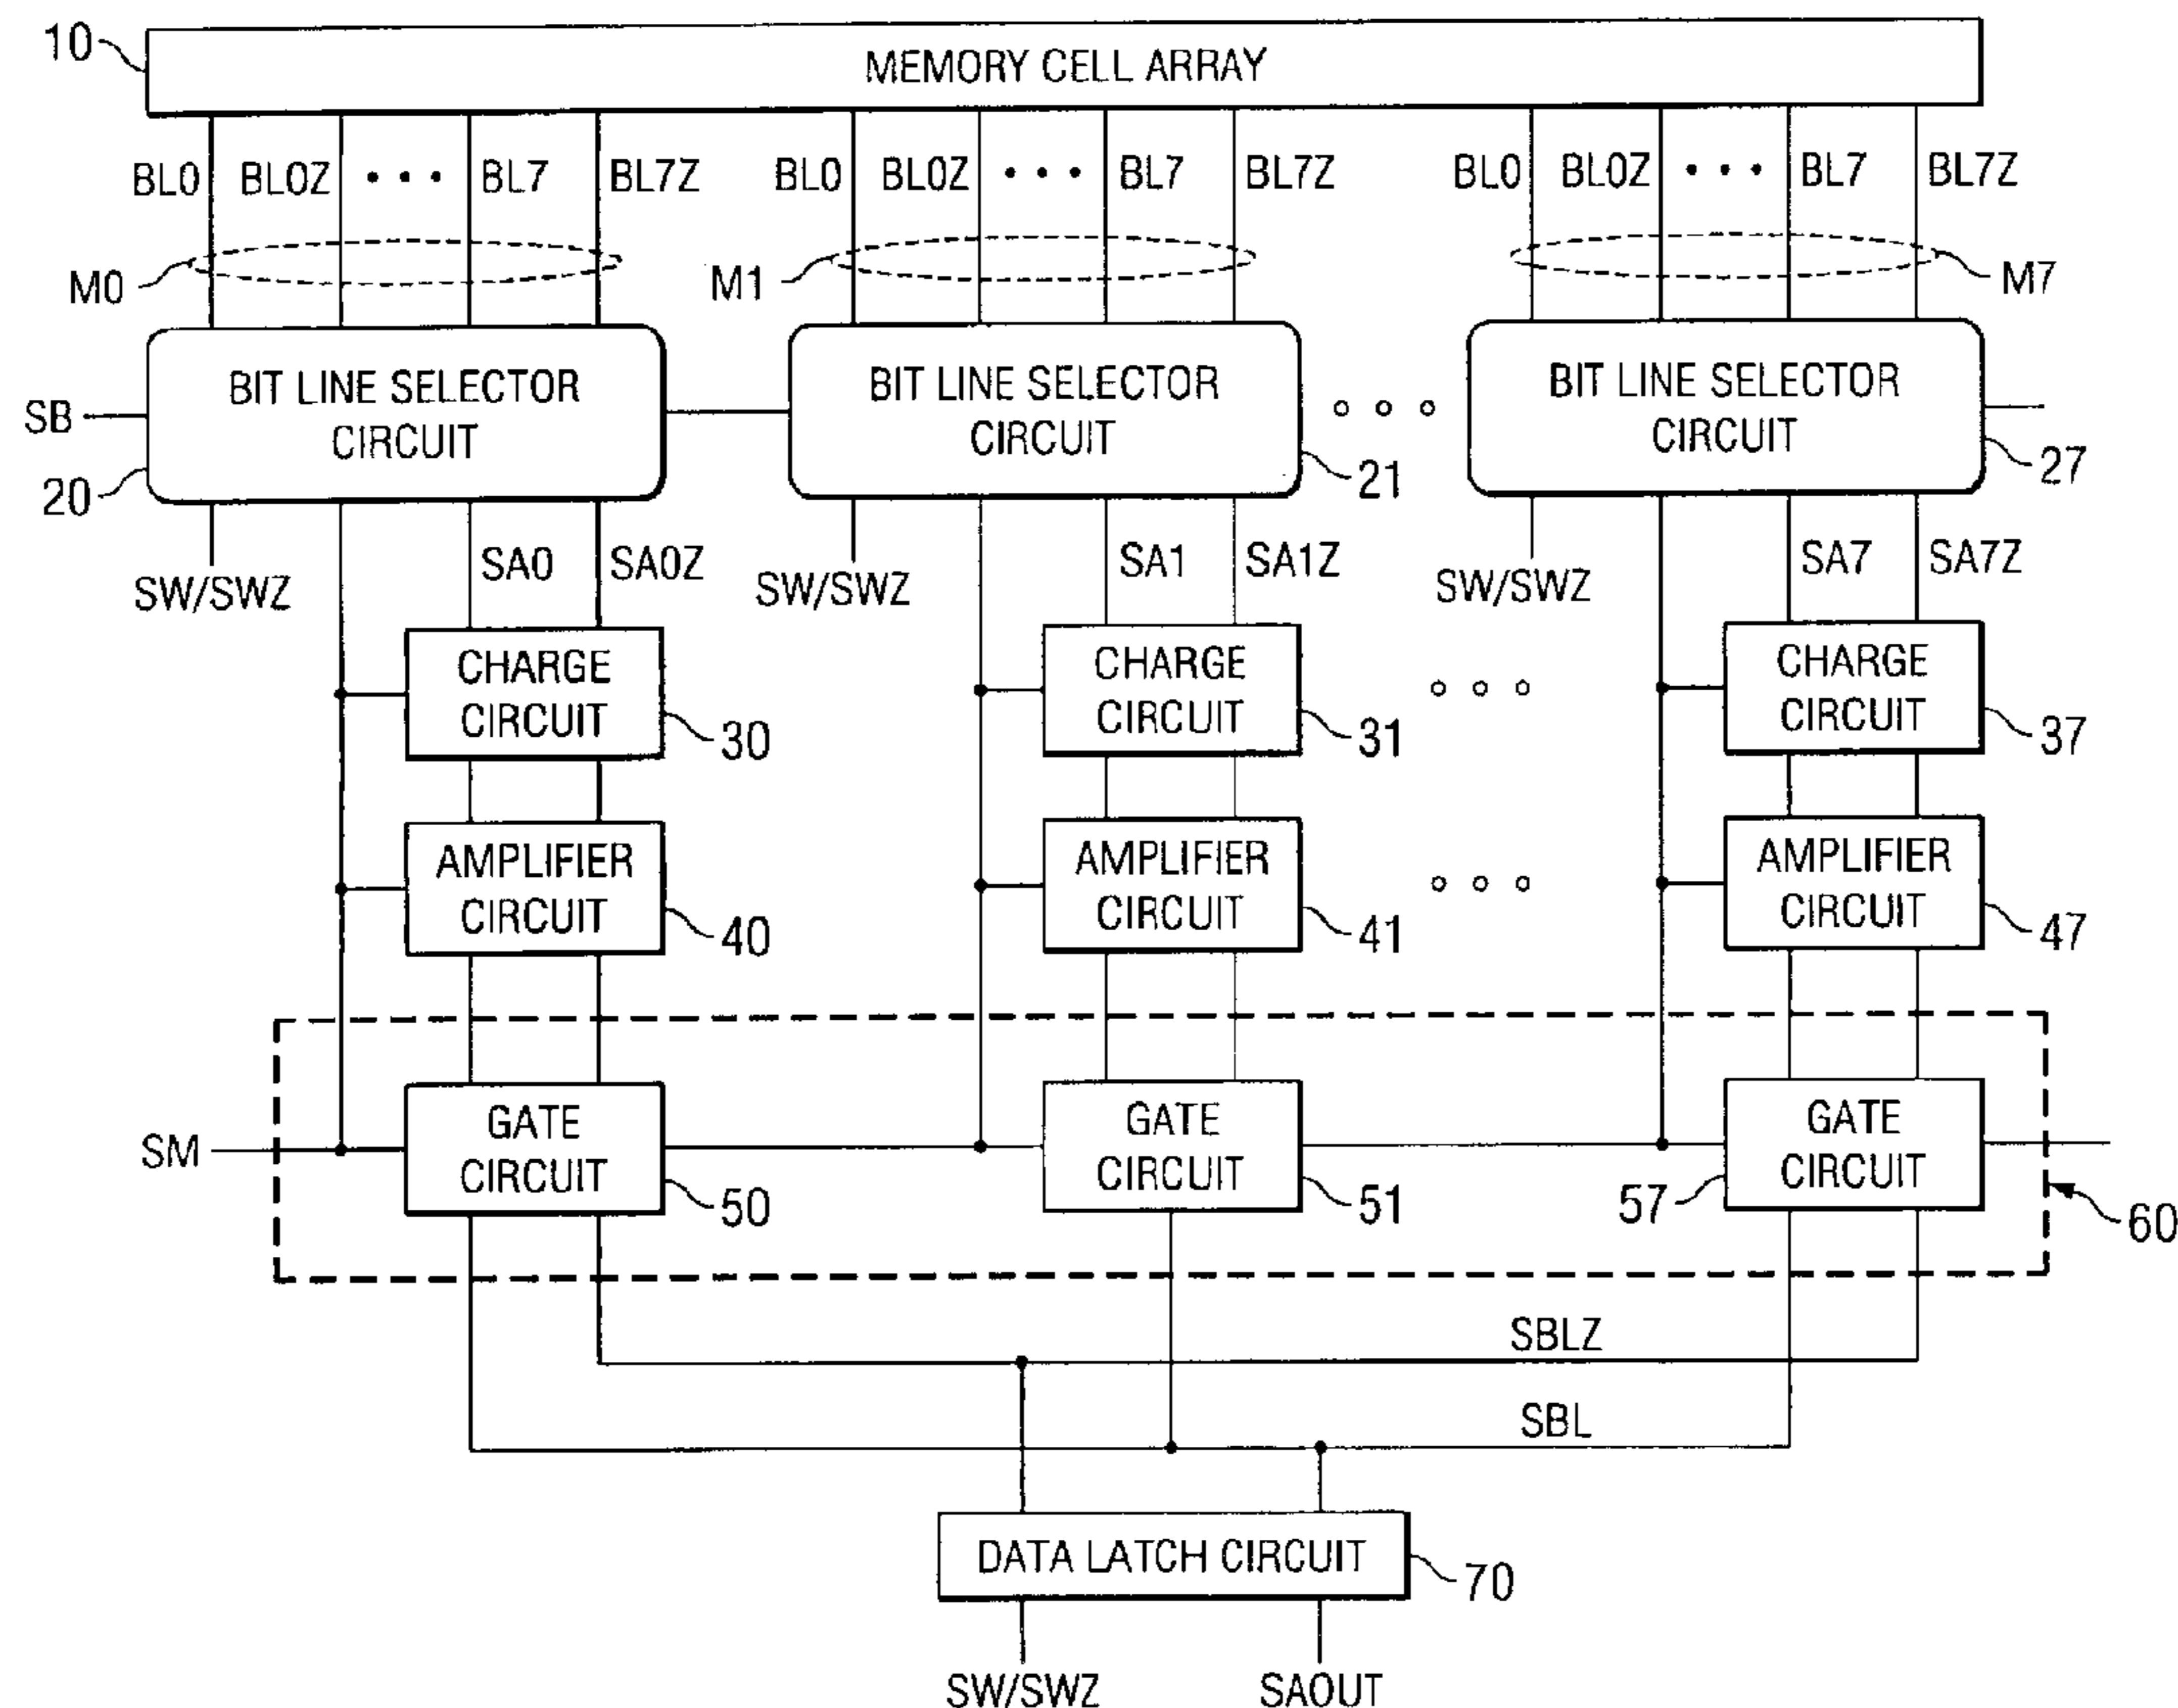 10
MEMORY CELL ARRAY
BL0 BL0Z ••• BL7 BL7Z BL0 BL0Z ••• BL7 BL7Z BL0 BL0Z ••• BL7 BL7Z
M0 M1 M7
SB
BIT LINE SELECTOR
CIRCUIT
20
BIT LINE SELECTOR
CIRCUIT
21
BIT LINE SELECTOR
CIRCUIT
27
SW/SWZ SA0 SA0Z SW/SWZ SA1 SA1Z SW/SWZ SA7 SA7Z
CHARGE
CIRCUIT
30
CHARGE
CIRCUIT
31
CHARGE
CIRCUIT
37
AMPLIFIER
CIRCUIT
40
AMPLIFIER
CIRCUIT
41
AMPLIFIER
CIRCUIT
47
SM
GATE
CIRCUIT
50
GATE
CIRCUIT
51
GATE
CIRCUIT
57
60
SBLZ
SBL
DATA LATCH CIRCUIT
70
SW/SWZ SAOUT